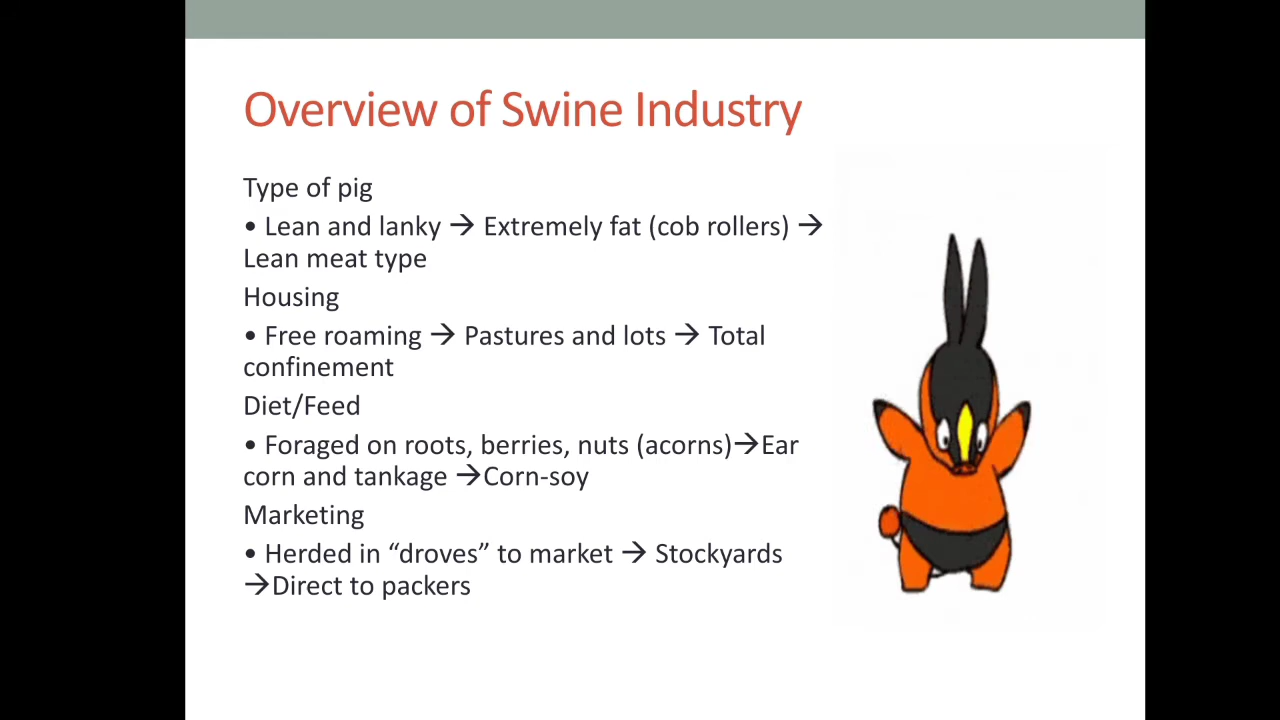 Overview of Swine Industry
Type of pig
• Lean and lanky → Extremely fat (cob rollers) →
Lean meat type
Housing
• Free roaming → Pastures and lots → Total
confinement
Diet/Feed
• Foraged on roots, berries, nuts (acorns)→Ear
corn and tankage →Corn-soy
Marketing
• Herded in “droves” to market → Stockyards
→Direct to packers